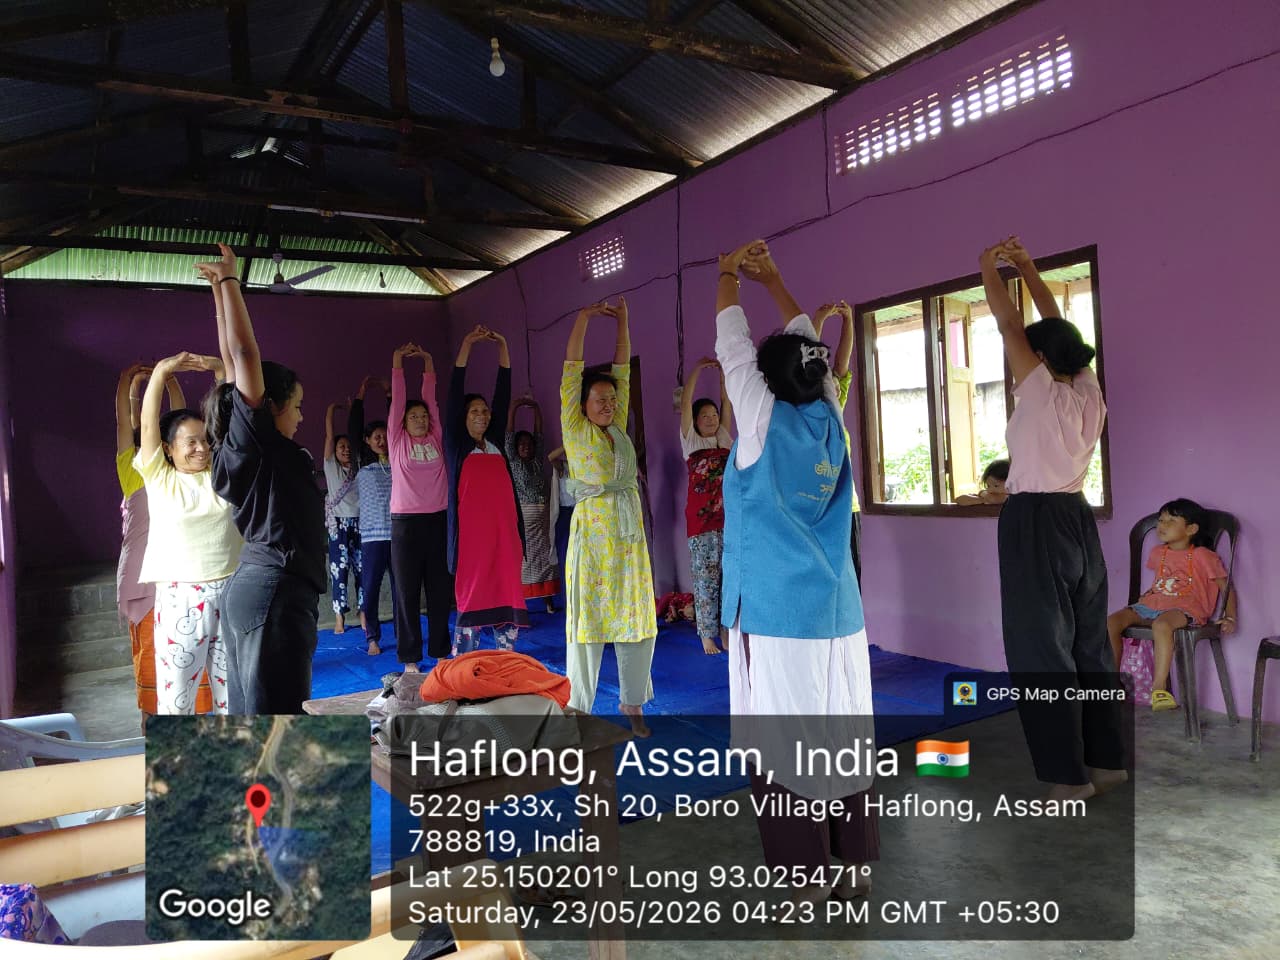 GPS Map Camera
Haflong, Assam, India 🇮🇳
522g+33x, Sh 20, Boro Village, Haflong, Assam
788819, India
Lat 25.150201° Long 93.025471°
Saturday, 23/05/2026 04:23 PM GMT +05:30
Google